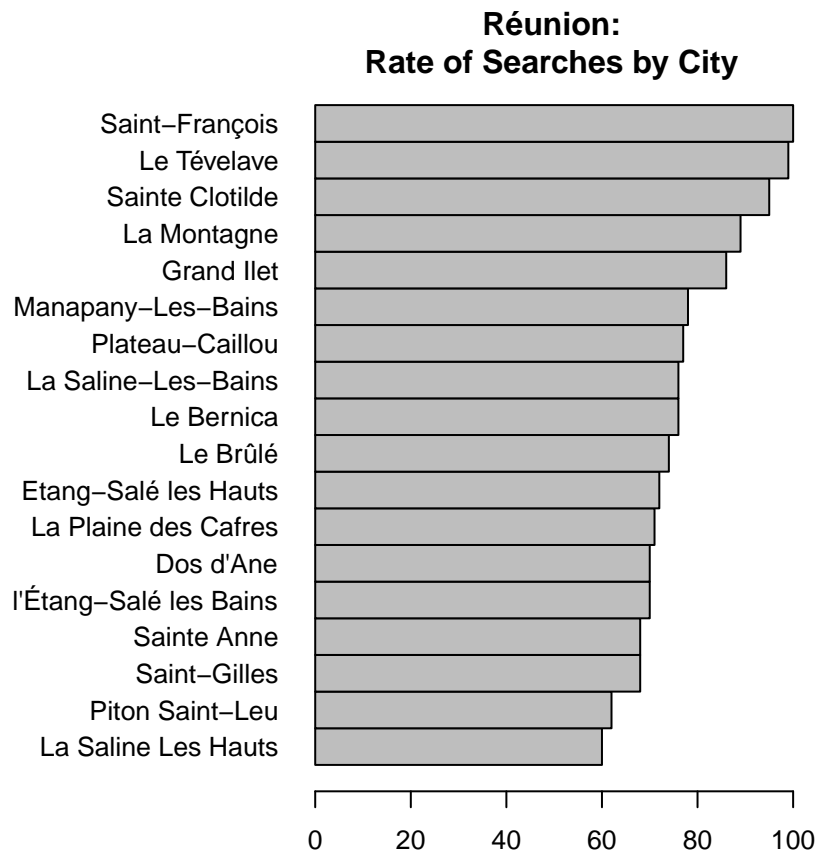 Réunion:
Rate of Searches by City
Saint−François
Le Tévelave
Sainte Clotilde
La Montagne
Grand Ilet
Manapany−Les−Bains
Plateau−Caillou
La Saline−Les−Bains
Le Bernica
Le Brûlé
Etang−Salé les Hauts
La Plaine des Cafres
Dos d'Ane
l'Étang−Salé les Bains
Sainte Anne
Saint−Gilles
Piton Saint−Leu
La Saline Les Hauts
0 20 40 60 80 100